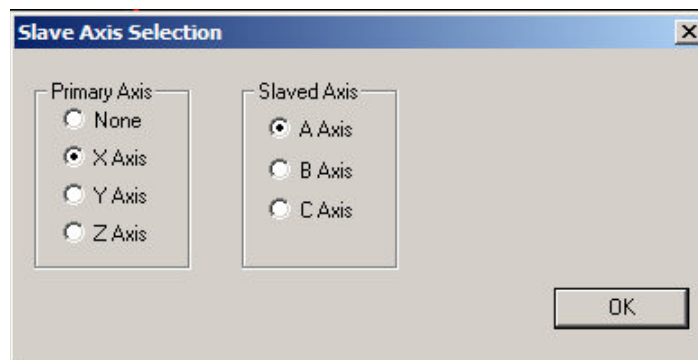 Slave Axis Selection
Primary Axis
None
X Axis
Y Axis
Z Axis
Slaved Axis
A Axis
B Axis
C Axis
OK